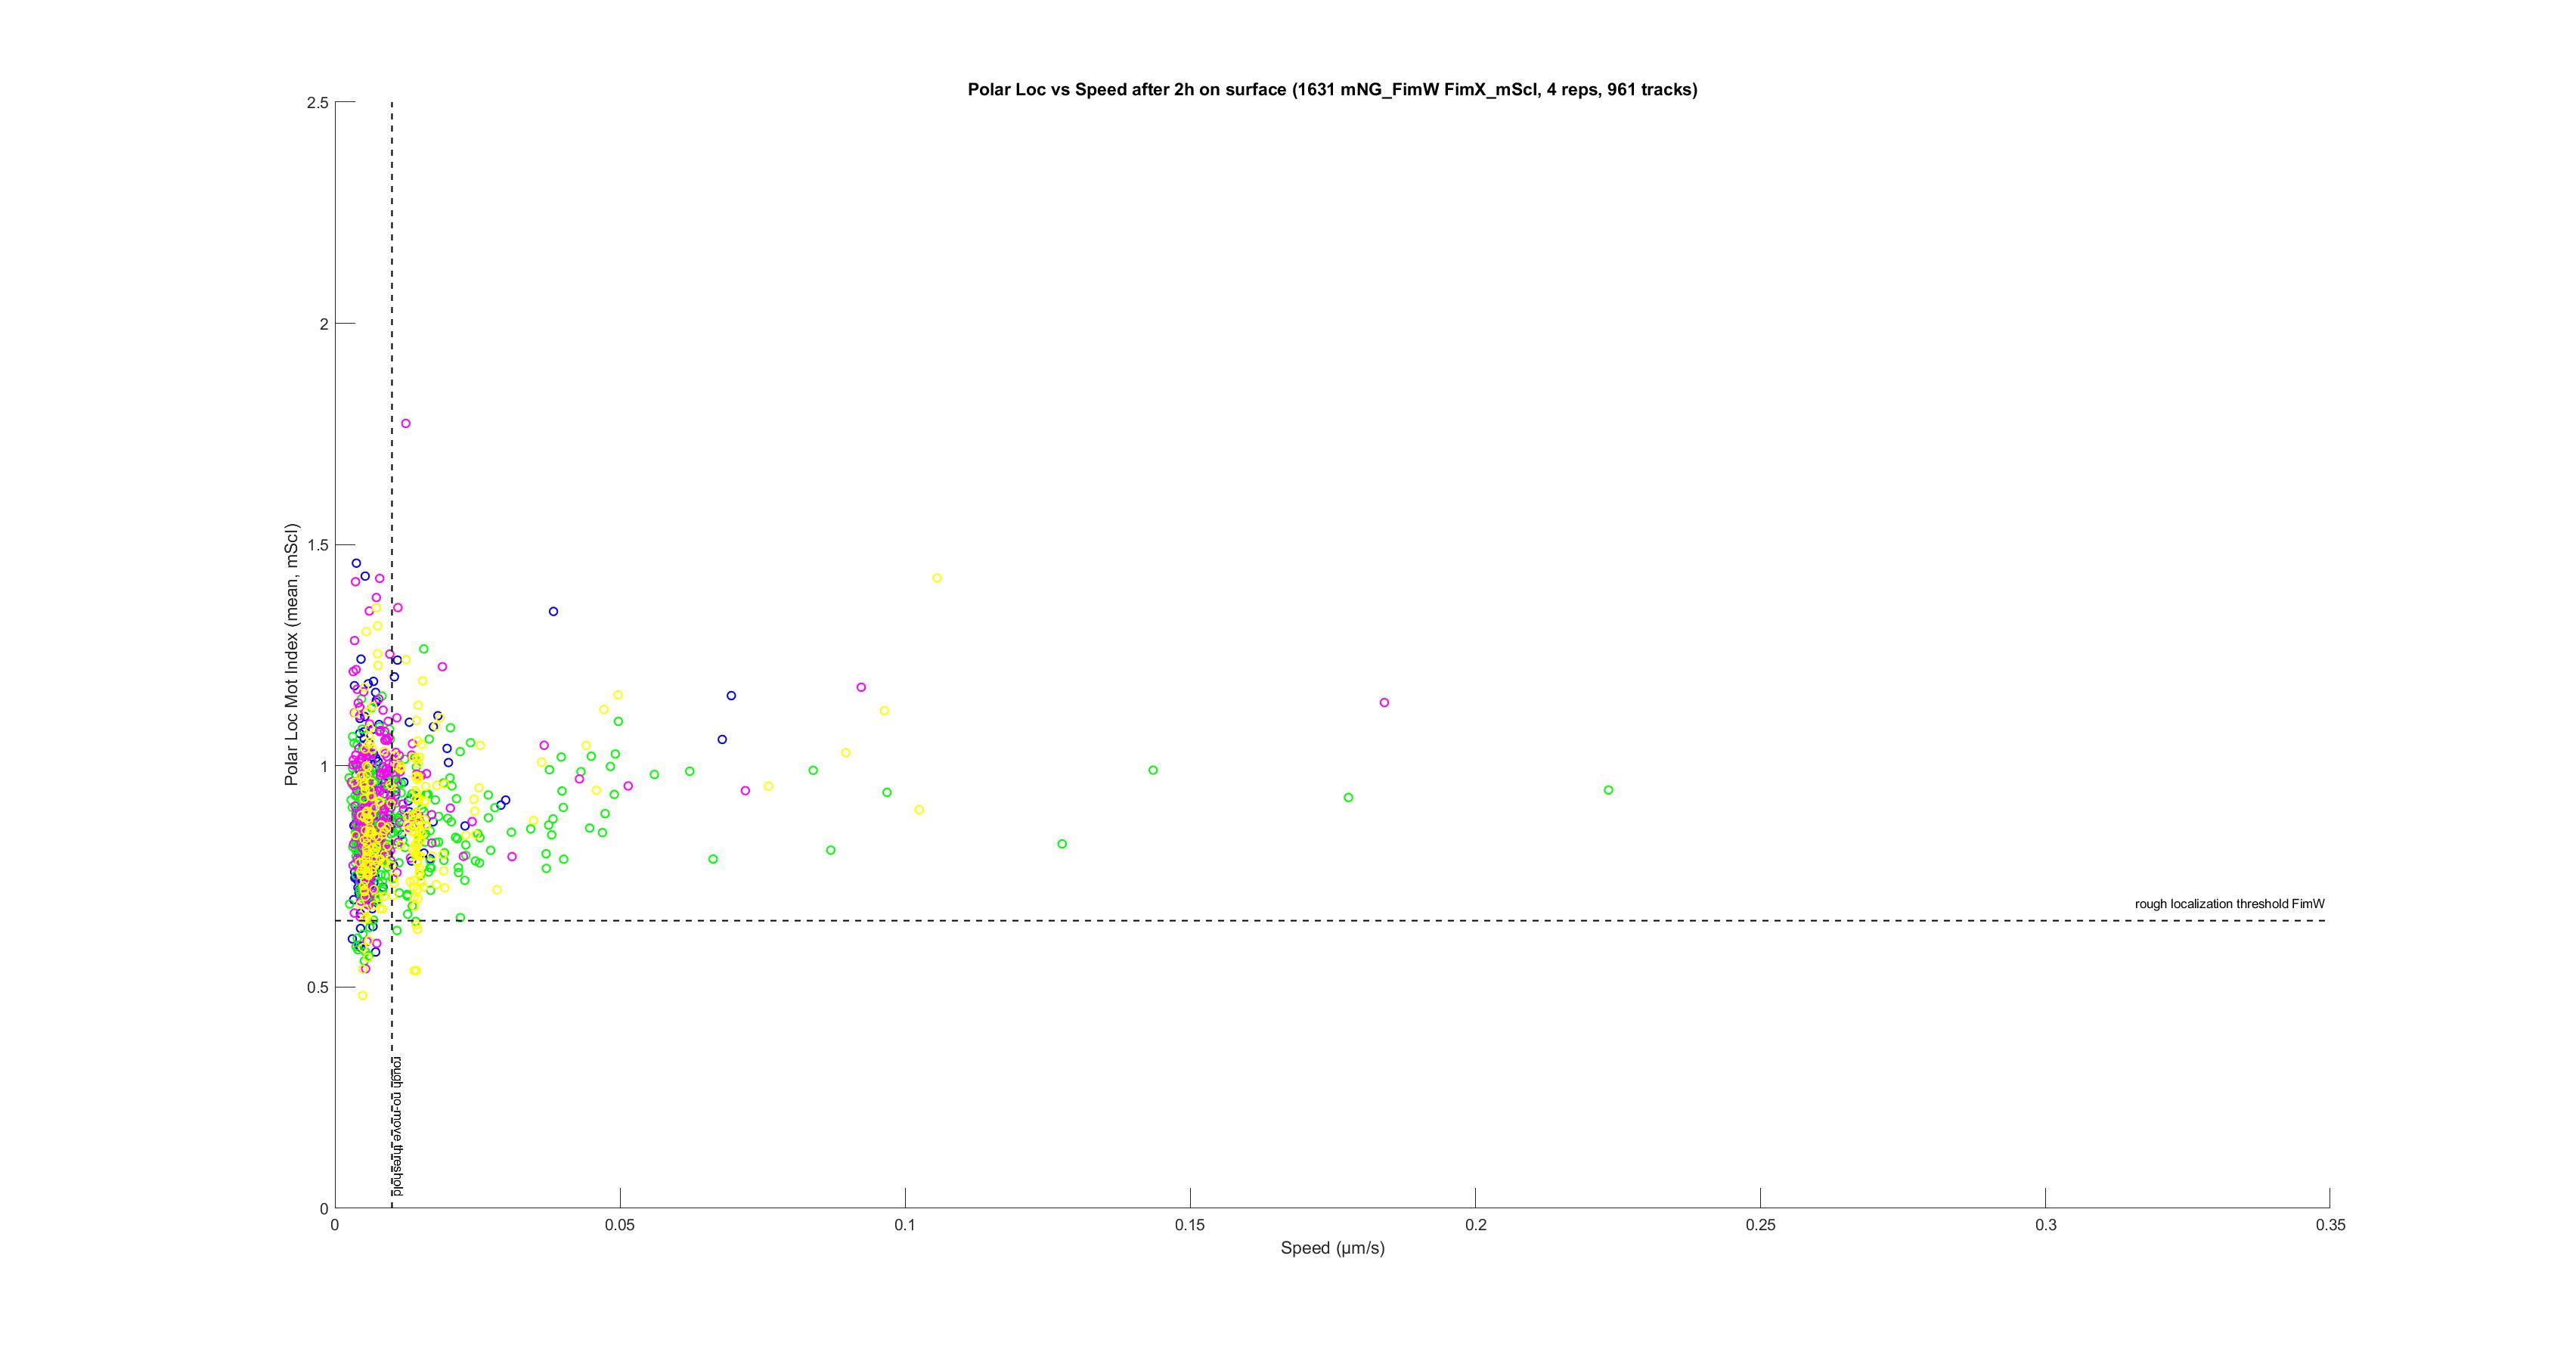 Polar Loc vs Speed after 2h on surface (1631 mNG_FimW FimX_mScI, 4 reps, 961 tracks)
2.5
2
1.5
1
0.5
0
Polar Loc Mot Index (mean, mScI)
rough localization threshold FimW
rough no-move threshold
0 0.05 0.1 0.15 0.2 0.25 0.3 0.35
Speed (µm/s)